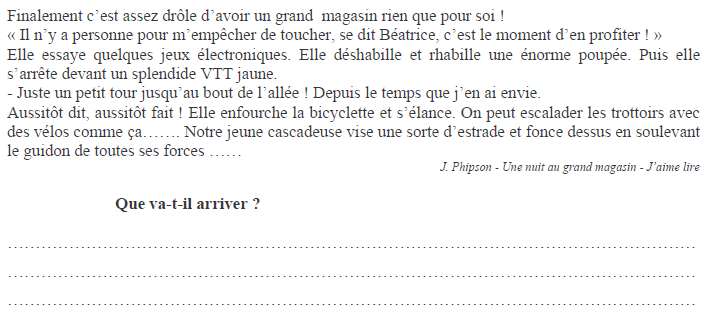 Finalement c'est assez drôle d'avoir un grand  magasin rien que pour soi !
« Il n'y a personne pour m'empêcher de toucher, se dit Béatrice, c'est le moment d'en profiter ! »
Elle essaye quelques jeux électroniques. Elle déshabille et rhabille une énorme poupée. Puis elle
s'arrête devant un splendide VTT jaune.
- Juste un petit tour jusqu'au bout de l'allée ! Depuis le temps que j'en ai envie.
Aussitôt dit, aussitôt fait ! Elle enfourche la bicyclette et s'élance. On peut escalader les trottoirs avec
des vélos comme ça……. Notre jeune cascadeuse vise une sorte d'estrade et fonce dessus en soulevant
le guidon de toutes ses forces ……
J. Phipson - Une nuit au grand magasin - J'aime lire
Que va-t-il arriver ?